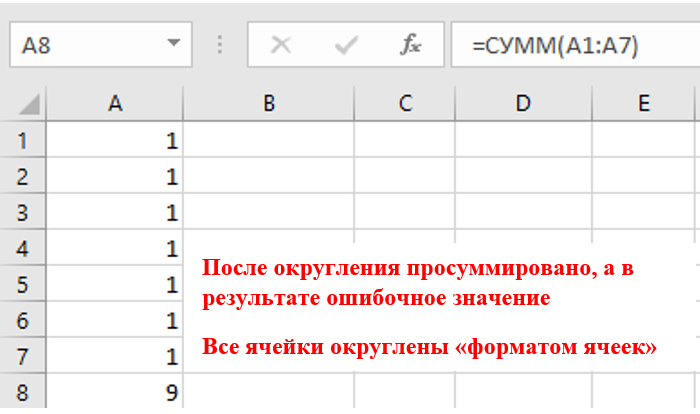 A8 fx =СУММ(A1:A7)
A B C D E
1 1
2 1
3 1
4 1
5 1
6 1
7 1
8 9
После округления просуммировано, а в
результате ошибочное значение
Все ячейки округлены «форматом ячеек»